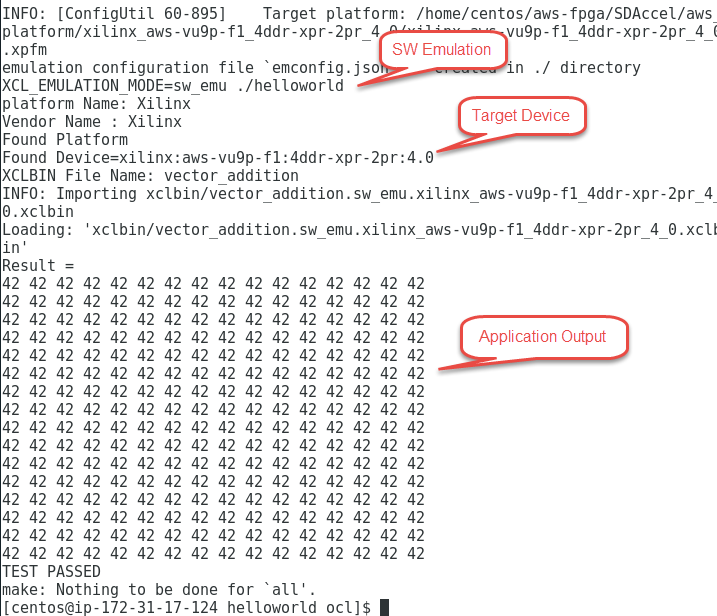 INFO: [ConfigUtil 60-895]    Target platform: /home/centos/aws-fpga/SDAccel/aws_
platform/xilinx_aws-vu9p-f1_4ddr-xpr-2pr_4_0/xilinx_aws-vu9p-f1_4ddr-xpr-2pr_4_0
.xpfm
SW Emulation
emulation configuration file `emconfig.json created in ./ directory
XCL_EMULATION_MODE=sw_emu ./helloworld
platform Name: Xilinx
Vendor Name : Xilinx
Target Device
Found Platform
Found Device=xilinx:aws-vu9p-f1:4ddr-xpr-2pr:4.0
XCLBIN File Name: vector_addition
INFO: Importing xclbin/vector_addition.sw_emu.xilinx_aws-vu9p-f1_4ddr-xpr-2pr_4_
0.xclbin
Loading: 'xclbin/vector_addition.sw_emu.xilinx_aws-vu9p-f1_4ddr-xpr-2pr_4_0.xclb
in'
Result =
42 42 42 42 42 42 42 42 42 42 42 42 42 42 42 42
42 42 42 42 42 42 42 42 42 42 42 42 42 42 42 42
42 42 42 42 42 42 42 42 42 42 42 42 42 42 42 42
42 42 42 42 42 42 42 42 42 42 42 42 42 42 42 42
Application Output
42 42 42 42 42 42 42 42 42 42 42 42 42 42 42 42
42 42 42 42 42 42 42 42 42 42 42 42 42 42 42 42
42 42 42 42 42 42 42 42 42 42 42 42 42 42 42 42
42 42 42 42 42 42 42 42 42 42 42 42 42 42 42 42
42 42 42 42 42 42 42 42 42 42 42 42 42 42 42 42
42 42 42 42 42 42 42 42 42 42 42 42 42 42 42 42
42 42 42 42 42 42 42 42 42 42 42 42 42 42 42 42
42 42 42 42 42 42 42 42 42 42 42 42 42 42 42 42
42 42 42 42 42 42 42 42 42 42 42 42 42 42 42 42
42 42 42 42 42 42 42 42 42 42 42 42 42 42 42 42
42 42 42 42 42 42 42 42 42 42 42 42 42 42 42 42
42 42 42 42 42 42 42 42 42 42 42 42 42 42 42 42
TEST PASSED
make: Nothing to be done for `all'.
[centos@ip-172-31-17-124 helloworld_ocl]$